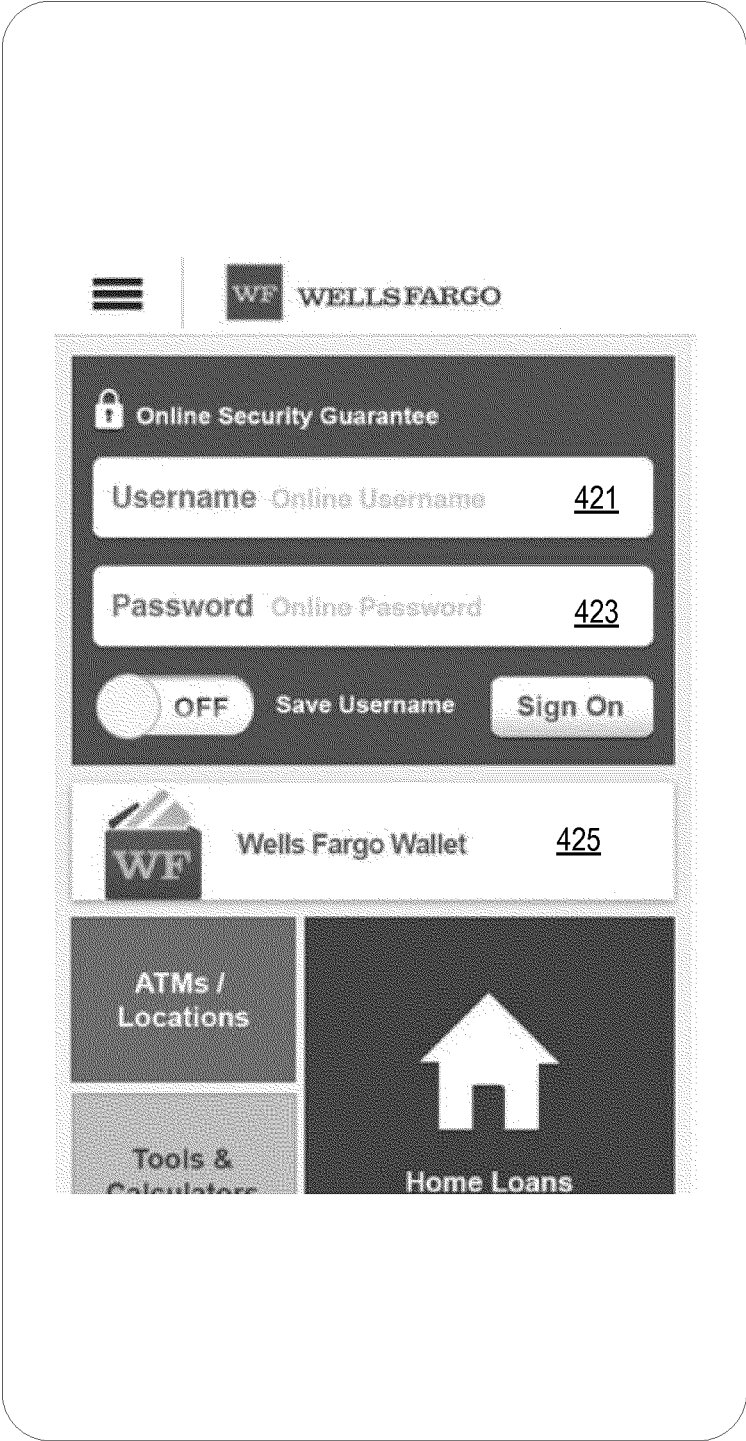 WF WELLS FARGO
Online Security Guarantee
Username Online Username 421
Password Online Password 423
OFF Save Username Sign On
WF Wells Fargo Wallet 425
ATMs /
Locations
Tools &
Calculators
Home Loans